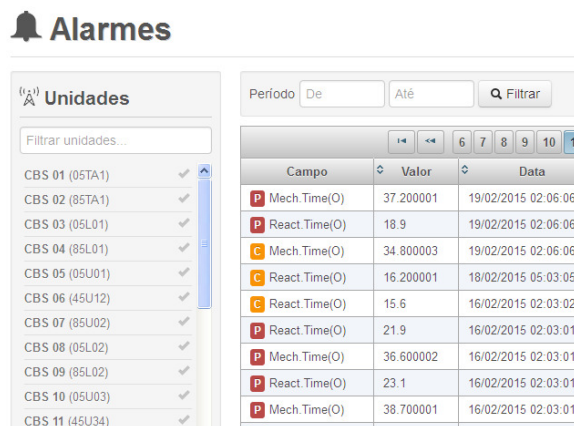 Alarmes
Unidades
Filtrar unidades...
CBS 01 (05TA1)
CBS 02 (85TA1)
CBS 03 (05L01)
CBS 04 (85L01)
CBS 05 (05U01)
CBS 06 (45U12)
CBS 07 (85U02)
CBS 08 (05L02)
CBS 09 (85L02)
CBS 10 (05U03)
CBS 11 (45U34)
Período De Até Filtrar
6 7 8 9 10
Campo Valor Data
P Mech.Time(O) 37.200001 19/02/2015 02:06:06
P React.Time(O) 18.9 19/02/2015 02:06:06
C Mech.Time(O) 34.800003 19/02/2015 02:06:06
C React.Time(O) 16.200001 18/02/2015 05:03:05
C React.Time(O) 15.6 16/02/2015 02:03:02
P React.Time(O) 21.9 16/02/2015 02:03:01
P Mech.Time(O) 36.600002 16/02/2015 02:03:01
P React.Time(O) 23.1 16/02/2015 02:03:01
P Mech.Time(O) 38.700001 16/02/2015 02:03:01